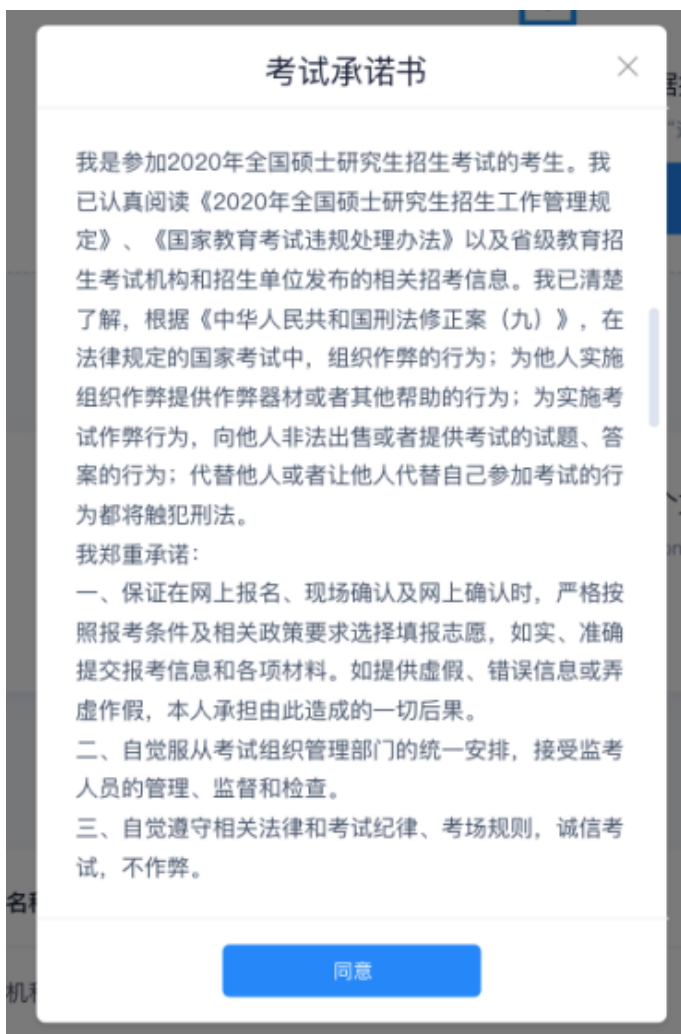 考试承诺书
我是参加2020年全国硕士研究生招生考试的考生。我
已认真阅读《2020年全国硕士研究生招生工作管理规
定》、《国家教育考试违规处理办法》以及省级教育招
生考试机构和招生单位发布的相关招考信息。我已清楚
了解，根据《中华人民共和国刑法修正案（九）》，在
法律规定的国家考试中，组织作弊的行为；为他人实施
组织作弊提供作弊器材或者其他帮助的行为；为实施考
试作弊行为，向他人非法出售或者提供考试的试题、答
案的行为；代替他人或者让他人代替自己参加考试的行
为都将触犯刑法。
我郑重承诺：
一、保证在网上报名、现场确认及网上确认时，严格按
照报考条件及相关政策要求选择填报志愿，如实、准确
提交报考信息和各项材料。如提供虚假、错误信息或弄
虚作假，本人承担由此造成的一切后果。
二、自觉服从考试组织管理部门的统一安排，接受监考
人员的管理、监督和检查。
三、自觉遵守相关法律和考试纪律、考场规则，诚信考
试，不作弊。
名
机
同意